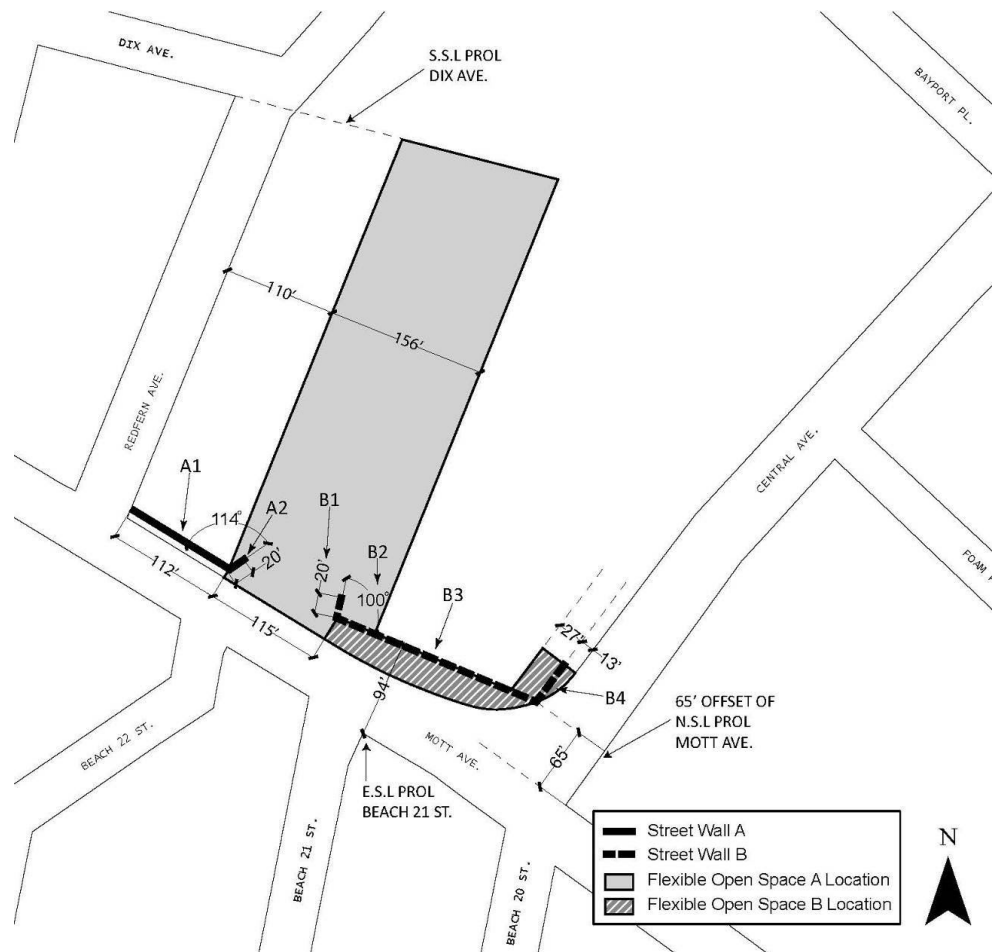 DIX AVE.
S.S.L PROL
DIX AVE.
BAYPORT PL.
110'
156'
REDFERN AVE.
CENTRAL AVE.
A1
114°
A2
B1
20'
20'
B2
100°
B3
112'
115'
FOAM
27'
13'
B4
94'
65' OFFSET OF
N.S.L PROL
MOTT AVE.
65'
MOTT AVE.
BEACH 22 ST.
E.S.L PROL
BEACH 21 ST.
BEACH 21 ST.
BEACH 20 ST.
Street Wall A
Street Wall B
Flexible Open Space A Location
Flexible Open Space B Location
N